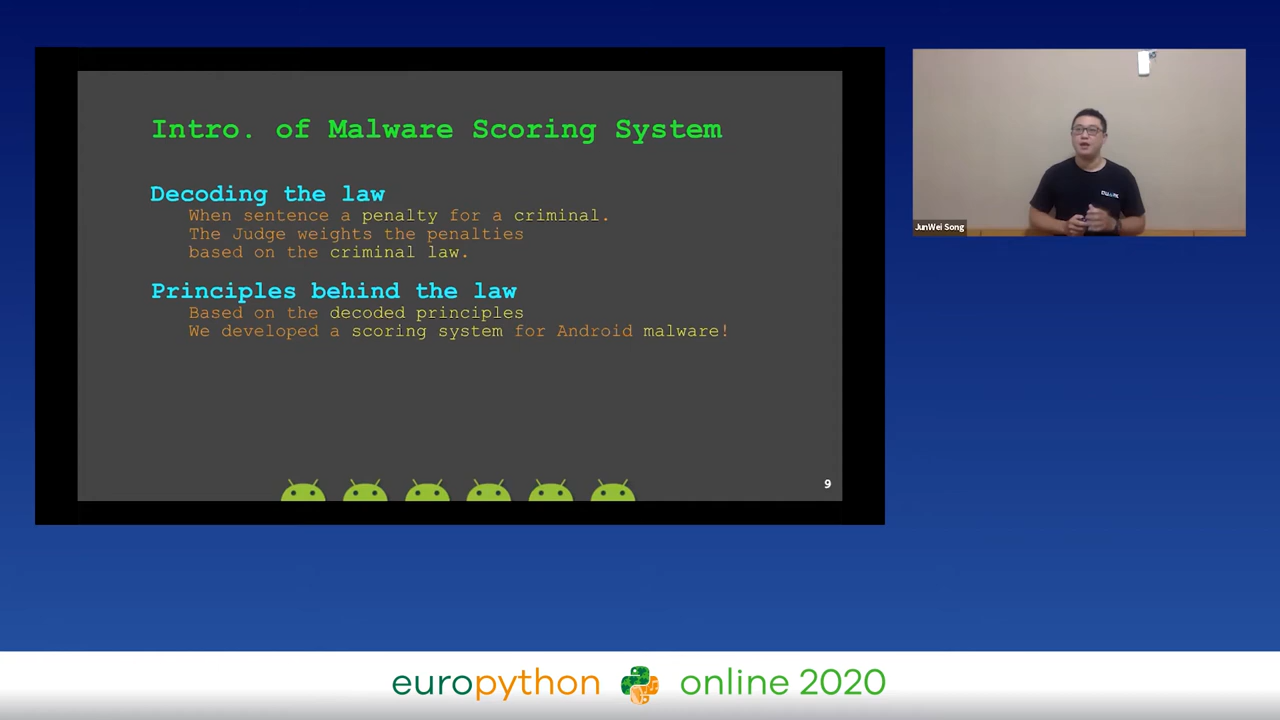 Intro. of Malware Scoring System
Decoding the law
When sentence a penalty for a criminal.
The Judge weights the penalties
based on the criminal law.
Principles behind the law
Based on the decoded principles
We developed a scoring system for Android malware!
9
JunWei Song
europython online 2020